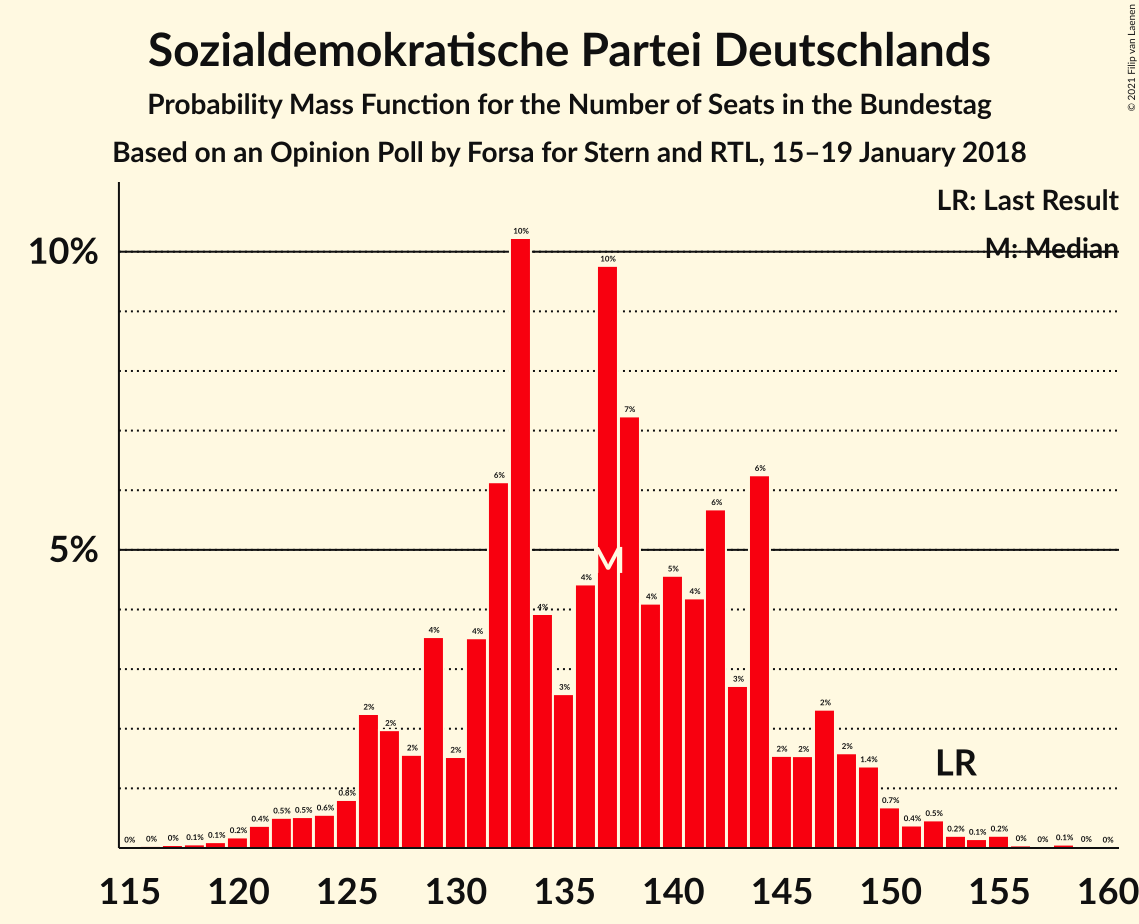 Sozialdemokratische Partei Deutschlands
Probability Mass Function for the Number of Seats in the Bundestag
Based on an Opinion Poll by Forsa for Stern and RTL, 15–19 January 2018
© 2021 Filip van Laenen
LR: Last Result
M: Median
10%
5%
0% 0% 0% 0.1% 0.1% 0.2% 0.4% 0.5% 0.5% 0.6% 0.8% 2% 2% 2% 4% 2% 4% 6% 10% 4% 3% 4% 10% 7% 4% 5% 4% 6% 3% 6% 2% 2% 2% 2% 1.4% 0.7% 0.4% 0.5% 0.2% 0.1% 0.2% 0% 0% 0.1% 0% 0%
M
LR
115 120 125 130 135 140 145 150 155 160